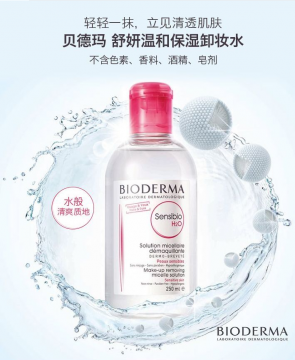 轻轻一抹，立见清透肌肤
贝德玛 舒妍温和保湿卸妆水
不含色素、香料、酒精、皂剂
水般
清爽质地
BIODERMA
LABORATOIRE DERMATOLOGIQUE
Sensibio
H2O
Solution micellaire
démaquillante
Peaux sensibles
Make-up removing
micelle solution
Sensitive skin
250 ml e
BIODERMA
LABORATOIRE DERMATOLOGIQUE